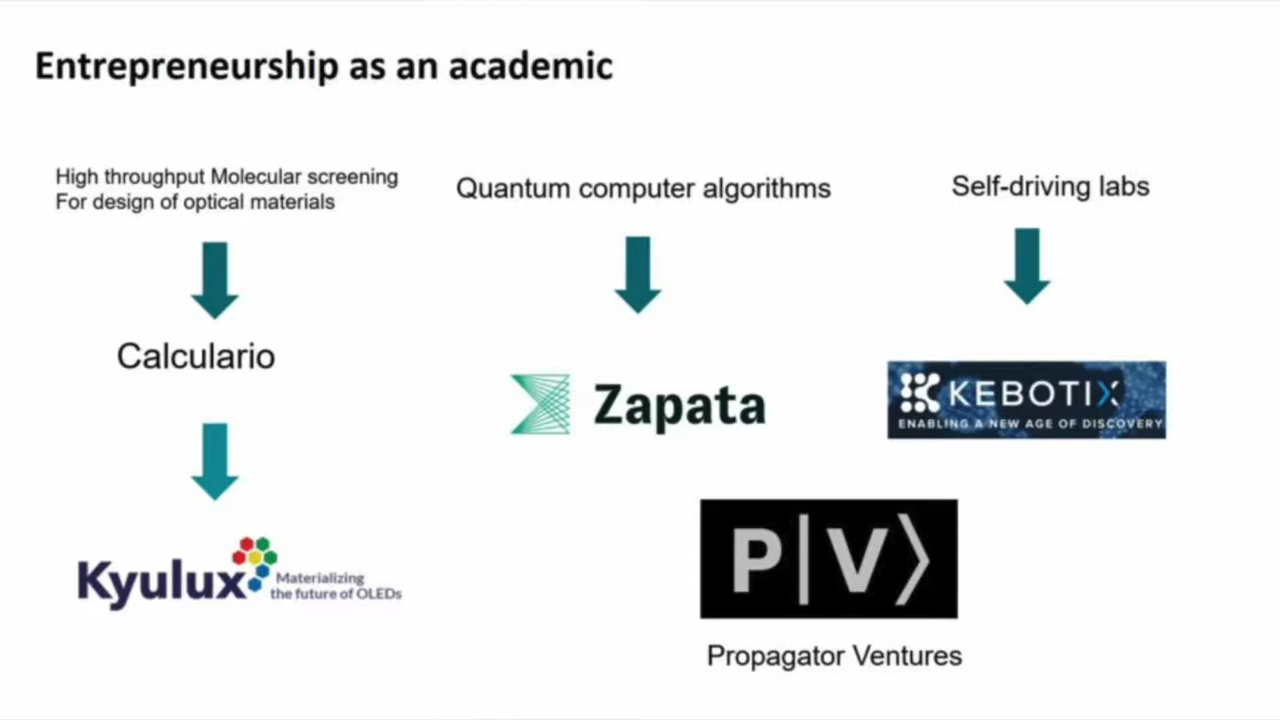 Entrepreneurship as an academic
High throughput Molecular screening
For design of optical materials
Quantum computer algorithms
Self-driving labs
Calculario
Zapata
KEBOTIX
ENABLING A NEW AGE OF DISCOVERY
Kyulux
Materializing
the future of OLEDs
P|V⟩
Propagator Ventures